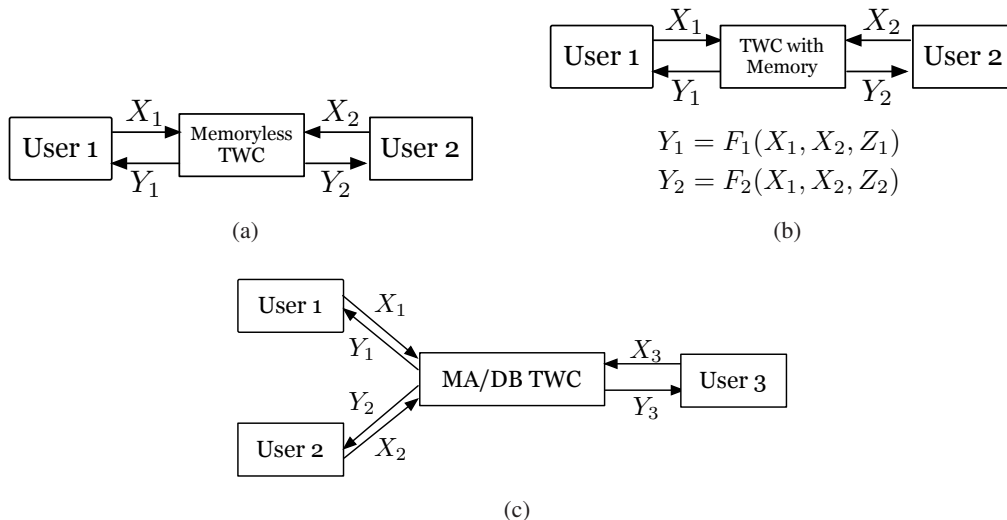 X₁
X₂
User 1
TWC with
Memory
User 2
Y₁
Y₂
Y₁ = F₁(X₁, X₂, Z₁)
Y₂ = F₂(X₁, X₂, Z₂)
(b)
X₁
X₂
User 1
Memoryless
TWC
User 2
Y₁
Y₂
(a)
User 1
X₁
Y₁
MA/DB TWC
X₃
User 3
Y₃
Y₂
User 2
X₂
(c)